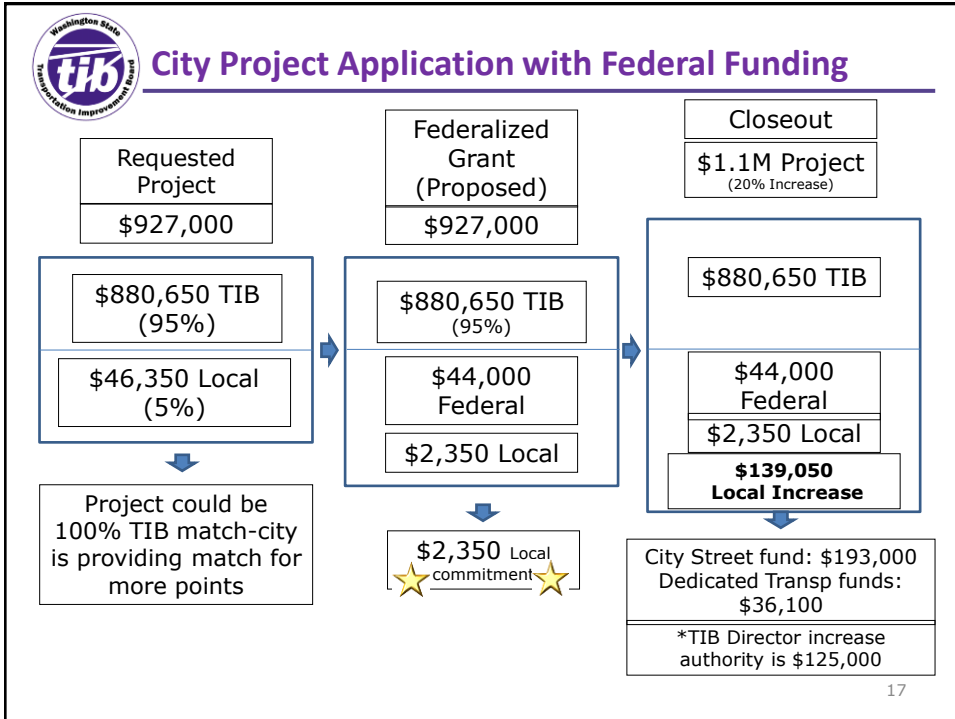 Washington State
tib
Transportation Improvement Board
City Project Application with Federal Funding
Requested
Project
$927,000
$880,650 TIB
(95%)
$46,350 Local
(5%)
Project could be
100% TIB match-city
is providing match for
more points
Federalized
Grant
(Proposed)
$927,000
$880,650 TIB
(95%)
$44,000
Federal
$2,350 Local
$2,350 Local
commitment
Closeout
$1.1M Project
(20% Increase)
$880,650 TIB
$44,000
Federal
$2,350 Local
$139,050
Local Increase
City Street fund: $193,000
Dedicated Transp funds:
$36,100
*TIB Director increase
authority is $125,000
17